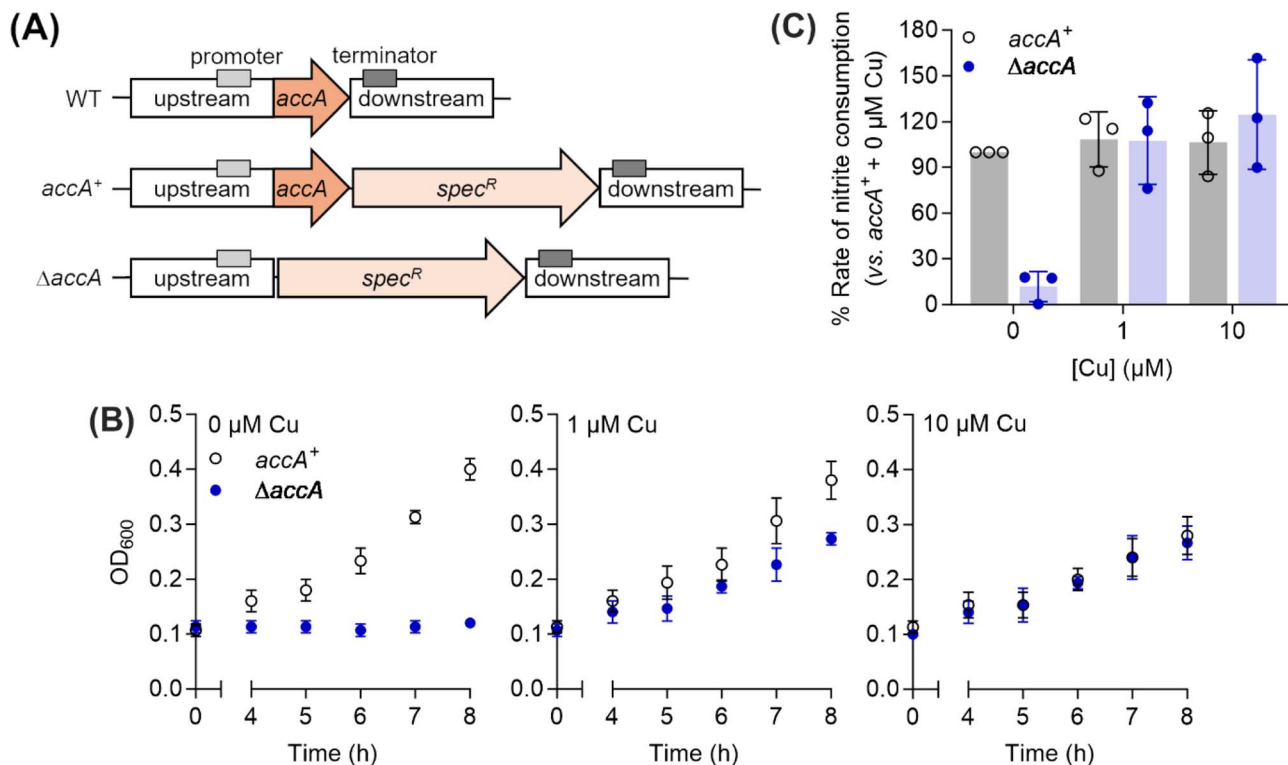 (A)
promoter terminator
WT upstream accA downstream
accA⁺ upstream accA specᴿ downstream
ΔaccA upstream specᴿ downstream
(C)
% Rate of nitrite consumption
(vs. accA⁺ + 0 µM Cu)
accA⁺
ΔaccA
150
120
90
60
30
0
0 1 10
[Cu] (µM)
(B)
OD₆₀₀
0 µM Cu
accA⁺
ΔaccA
0.5
0.4
0.3
0.2
0.1
0.0
0 4 5 6 7 8
Time (h)
1 µM Cu
0.5
0.4
0.3
0.2
0.1
0.0
0 4 5 6 7 8
Time (h)
10 µM Cu
0.5
0.4
0.3
0.2
0.1
0.0
0 4 5 6 7 8
Time (h)